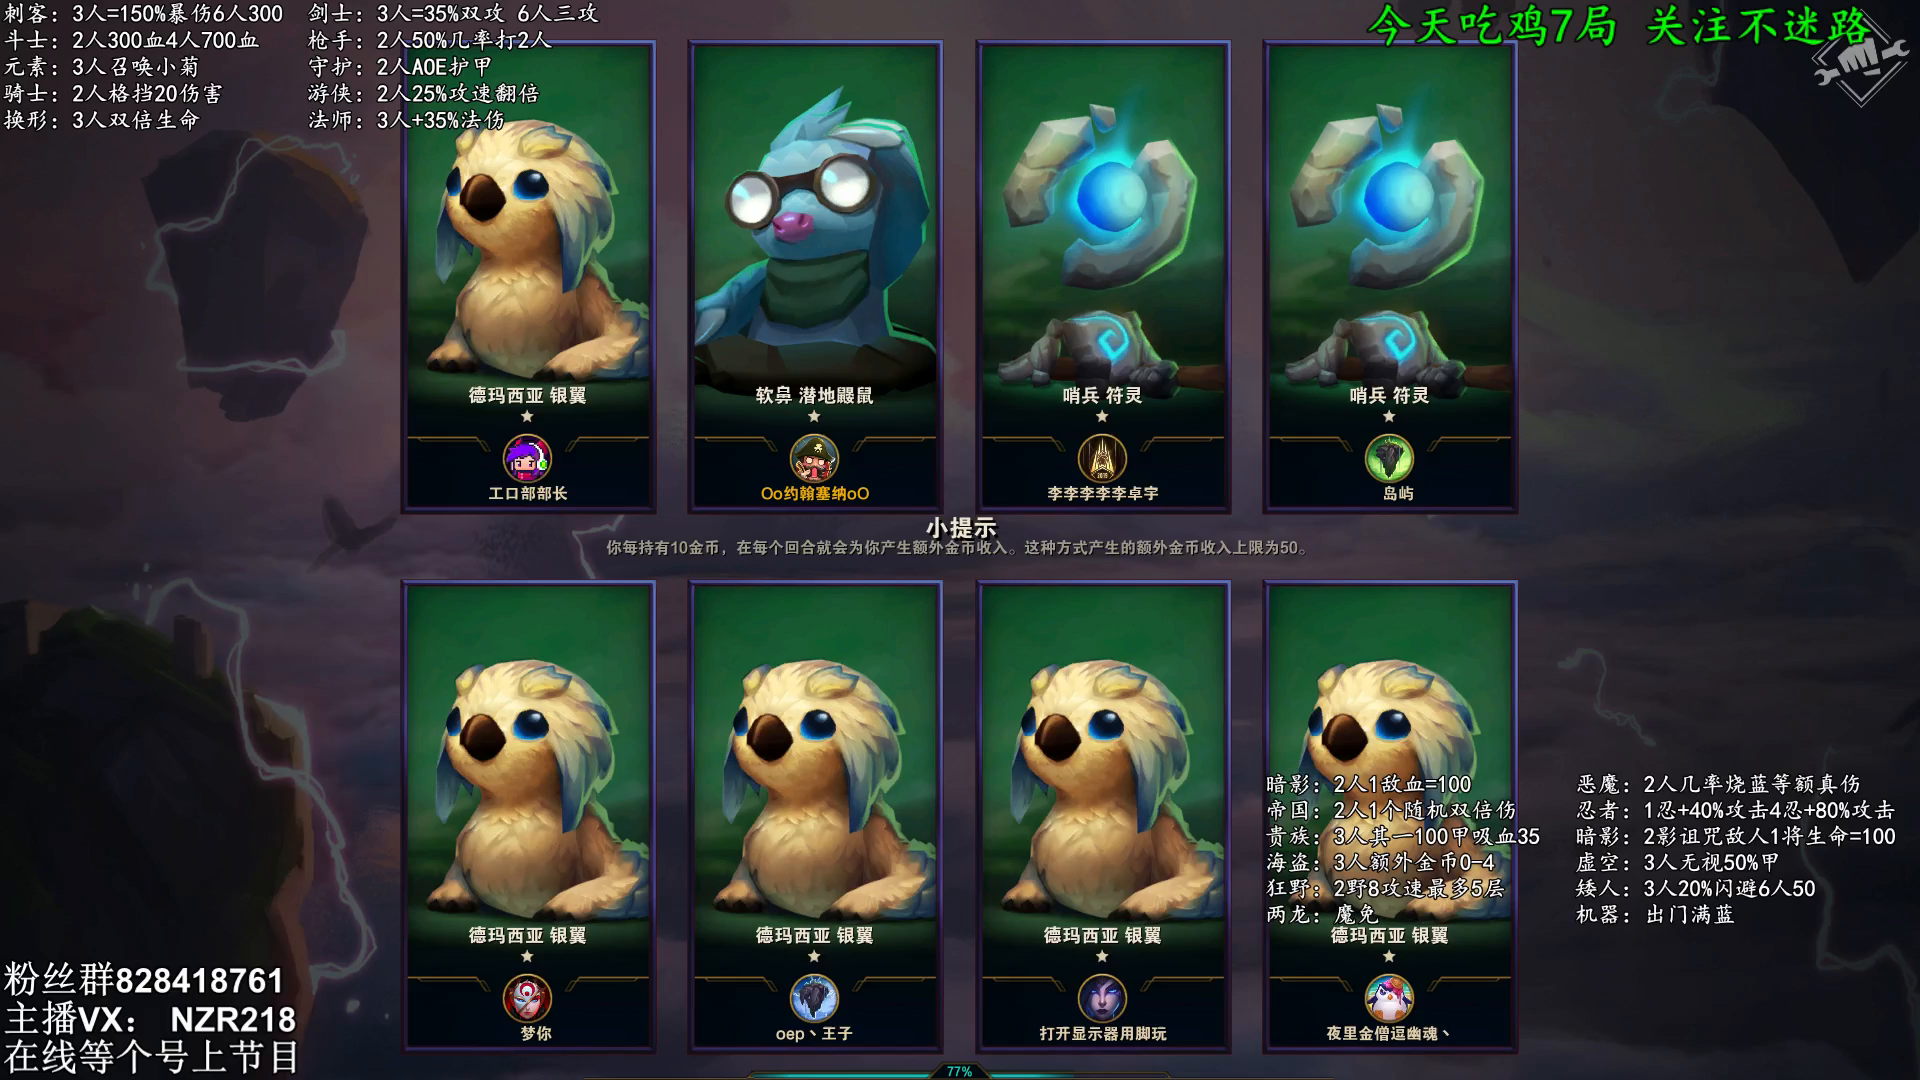 刺客：3人=150%暴伤6人300
斗士：2人300血4人700血
元素：3人召唤小菊
骑士：2人格挡20伤害
换形：3人双倍生命
剑士：3人=35%双攻 6人三攻
枪手：2人50%几率打2人
守护：2人AOE护甲
游侠：2人25%攻速翻倍
法师：3人+35%法伤
今天吃鸡7局 关注不迷路
德玛西亚 银翼
工口部部长
软鼻 潜地鼹鼠
Oo约翰塞纳oO
哨兵 符灵
李李李李李卓宇
哨兵 符灵
岛屿
小提示
你每持有10金币，在每个回合就会为你产生额外金币收入。这种方式产生的额外金币收入上限为50。
德玛西亚 银翼
梦你
德玛西亚 银翼
oep丶王子
德玛西亚 银翼
打开显示器用脚玩
德玛西亚 银翼
夜里金僧逗幽魂丶
暗影：2人1敌血=100
帝国：2人1个随机双倍伤
贵族：3人其一100甲吸血35
海盗：3人额外金币0-4
狂野：2野8攻速最多5层
两龙：魔免
恶魔：2人几率烧蓝等额真伤
忍者：1忍+40%攻击4忍+80%攻击
暗影：2影诅咒敌人1将生命=100
虚空：3人无视50%甲
矮人：3人20%闪避6人50
机器：出门满蓝
粉丝群828418761
主播VX： NZR218
在线等个号上节目
77%